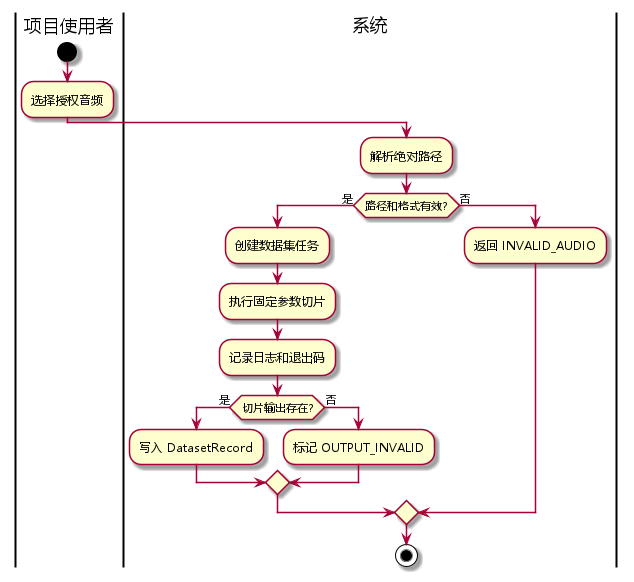 项目使用者
系统
选择授权音频
解析绝对路径
路径和格式有效?
是
否
创建数据集任务
返回 INVALID_AUDIO
执行固定参数切片
记录日志和退出码
切片输出存在?
是
否
写入 DatasetRecord
标记 OUTPUT_INVALID